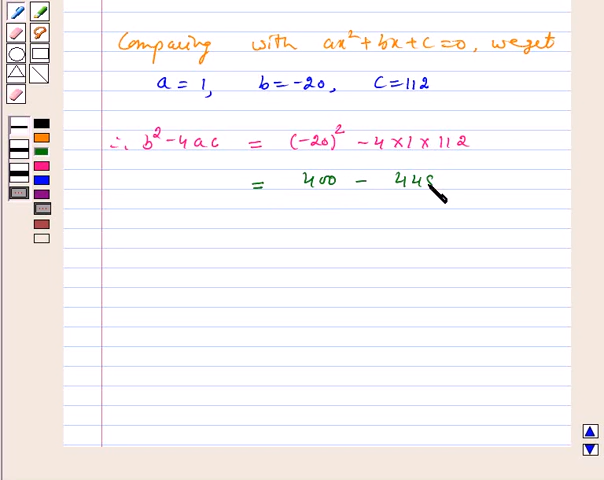 Comparing with ax²+bx+c=0, we get
a = 1, b = -20, c = 112
∴ b²-4ac = (-20)² - 4×1×112
= 400 - 448